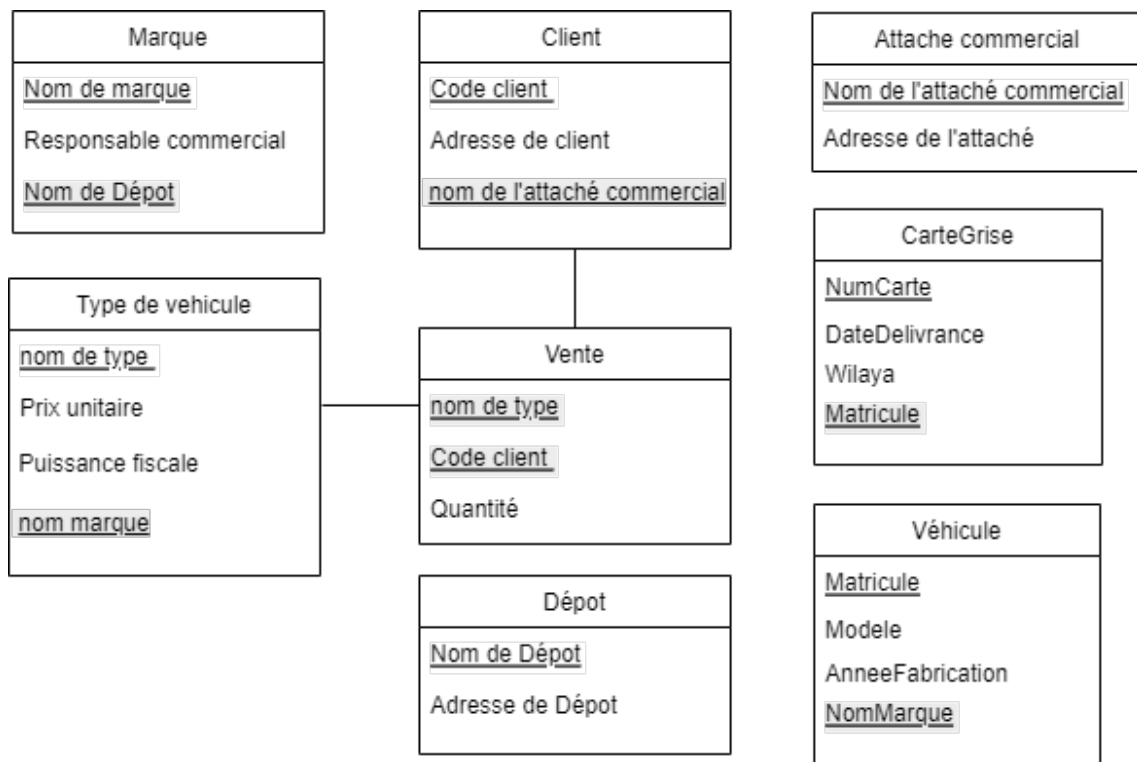 Marque
Nom de marque
Responsable commercial
Nom de Dépot
Client
Code client
Adresse de client
nom de l'attaché commercial
Attache commercial
Nom de l'attaché commercial
Adresse de l'attaché
CarteGrise
NumCarte
DateDelivrance
Wilaya
Matricule
Type de vehicule
nom de type
Prix unitaire
Puissance fiscale
nom marque
Vente
nom de type
Code client
Quantité
Véhicule
Matricule
Modele
AnneeFabrication
NomMarque
Dépot
Nom de Dépot
Adresse de Dépot